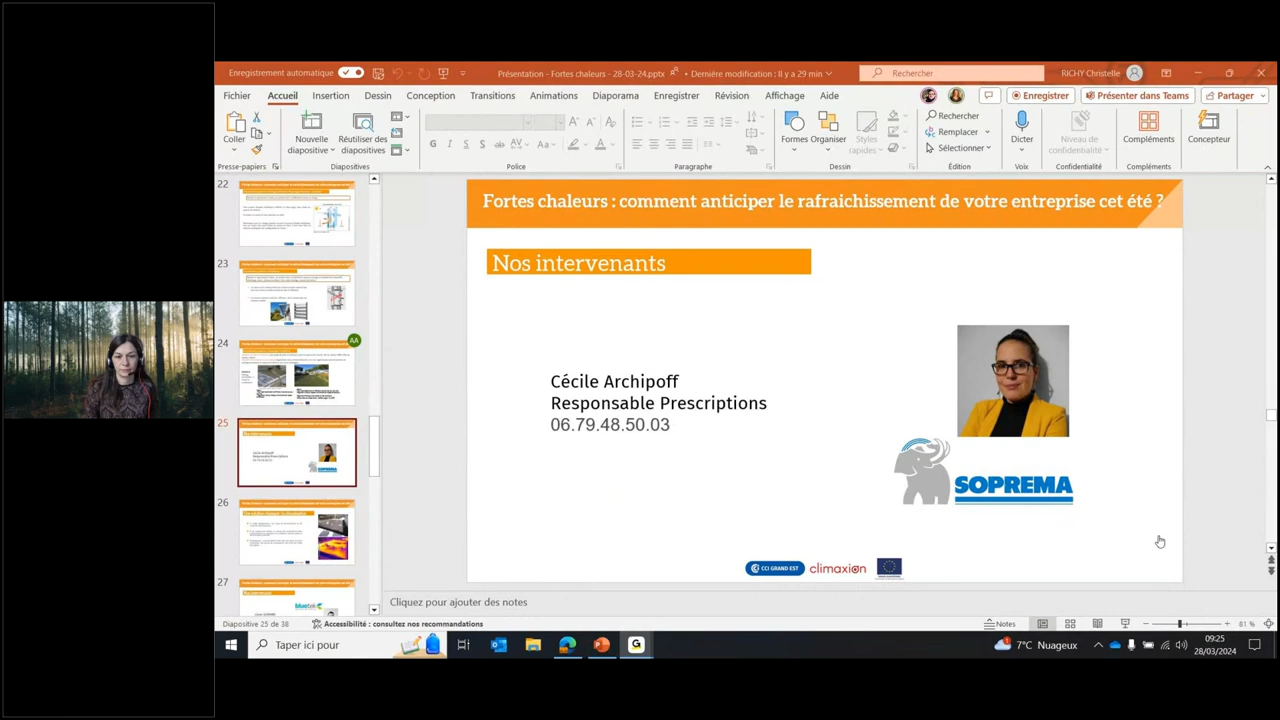 Enregistrement automatique
Présentation - Fortes chaleurs - 28-03-24.pptx
• Dernière modification : Il y a 29 min
Rechercher
RICHY Christelle
Fichier
Accueil
Insertion
Dessin
Conception
Transitions
Animations
Diaporama
Enregistrer
Révision
Affichage
Aide
Enregistrer
Présenter dans Teams
Partager
Coller
Nouvelle
diapositive
Réutiliser des
diapositives
Formes
Organiser
Styles
rapides
Rechercher
Remplacer
Sélectionner
Dicter
Niveau de
confidentialité
Compléments
Concepteur
Presse-papiers
Diapositives
Police
Paragraphe
Dessin
Édition
Voix
Confidentialité
Compléments
22
23
24
AA
25
26
27
Fortes chaleurs : comment anticiper le rafraichissement de votre entreprise cet été ?
Nos intervenants
Cécile Archipoff
Responsable Prescriptions
06.79.48.50.03
SOPREMA
CCI GRAND EST
climaxion
Cliquez pour ajouter des notes
Diapositive 25 de 38
Accessibilité : consultez nos recommandations
Notes
81 %
Taper ici pour
7°C Nuageux
09:25
28/03/2024